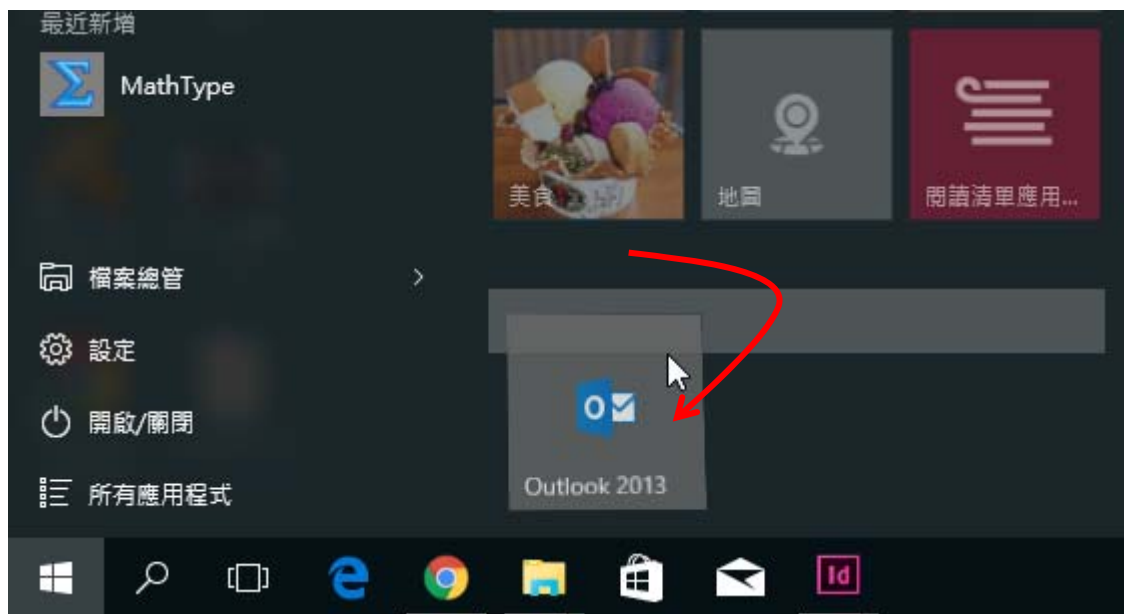 最近新增
MathType
檔案總管
設定
開啟/關閉
所有應用程式
美食
地圖
閱讀清單應用...
Outlook 2013
Id